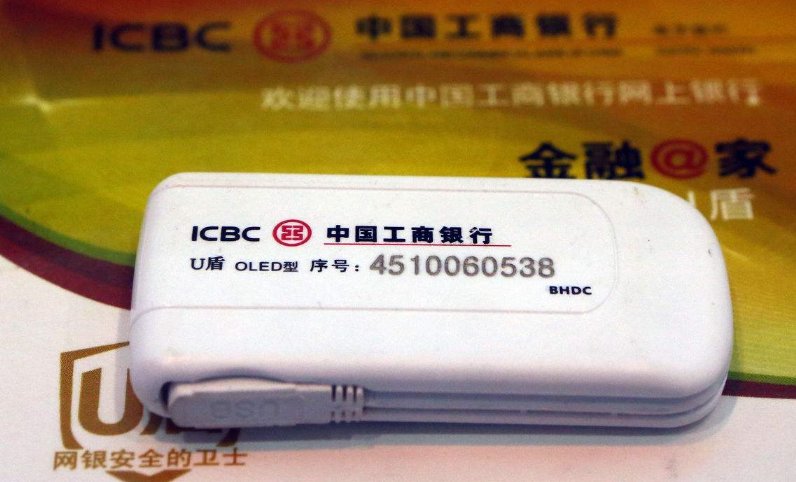 ICBC 中国工商银行
欢迎使用中国工商银行网上银行
金融@家
U盾
ICBC 中国工商银行
U盾 OLED型 序号:4510060538
BHDC
USB
网银安全的卫士